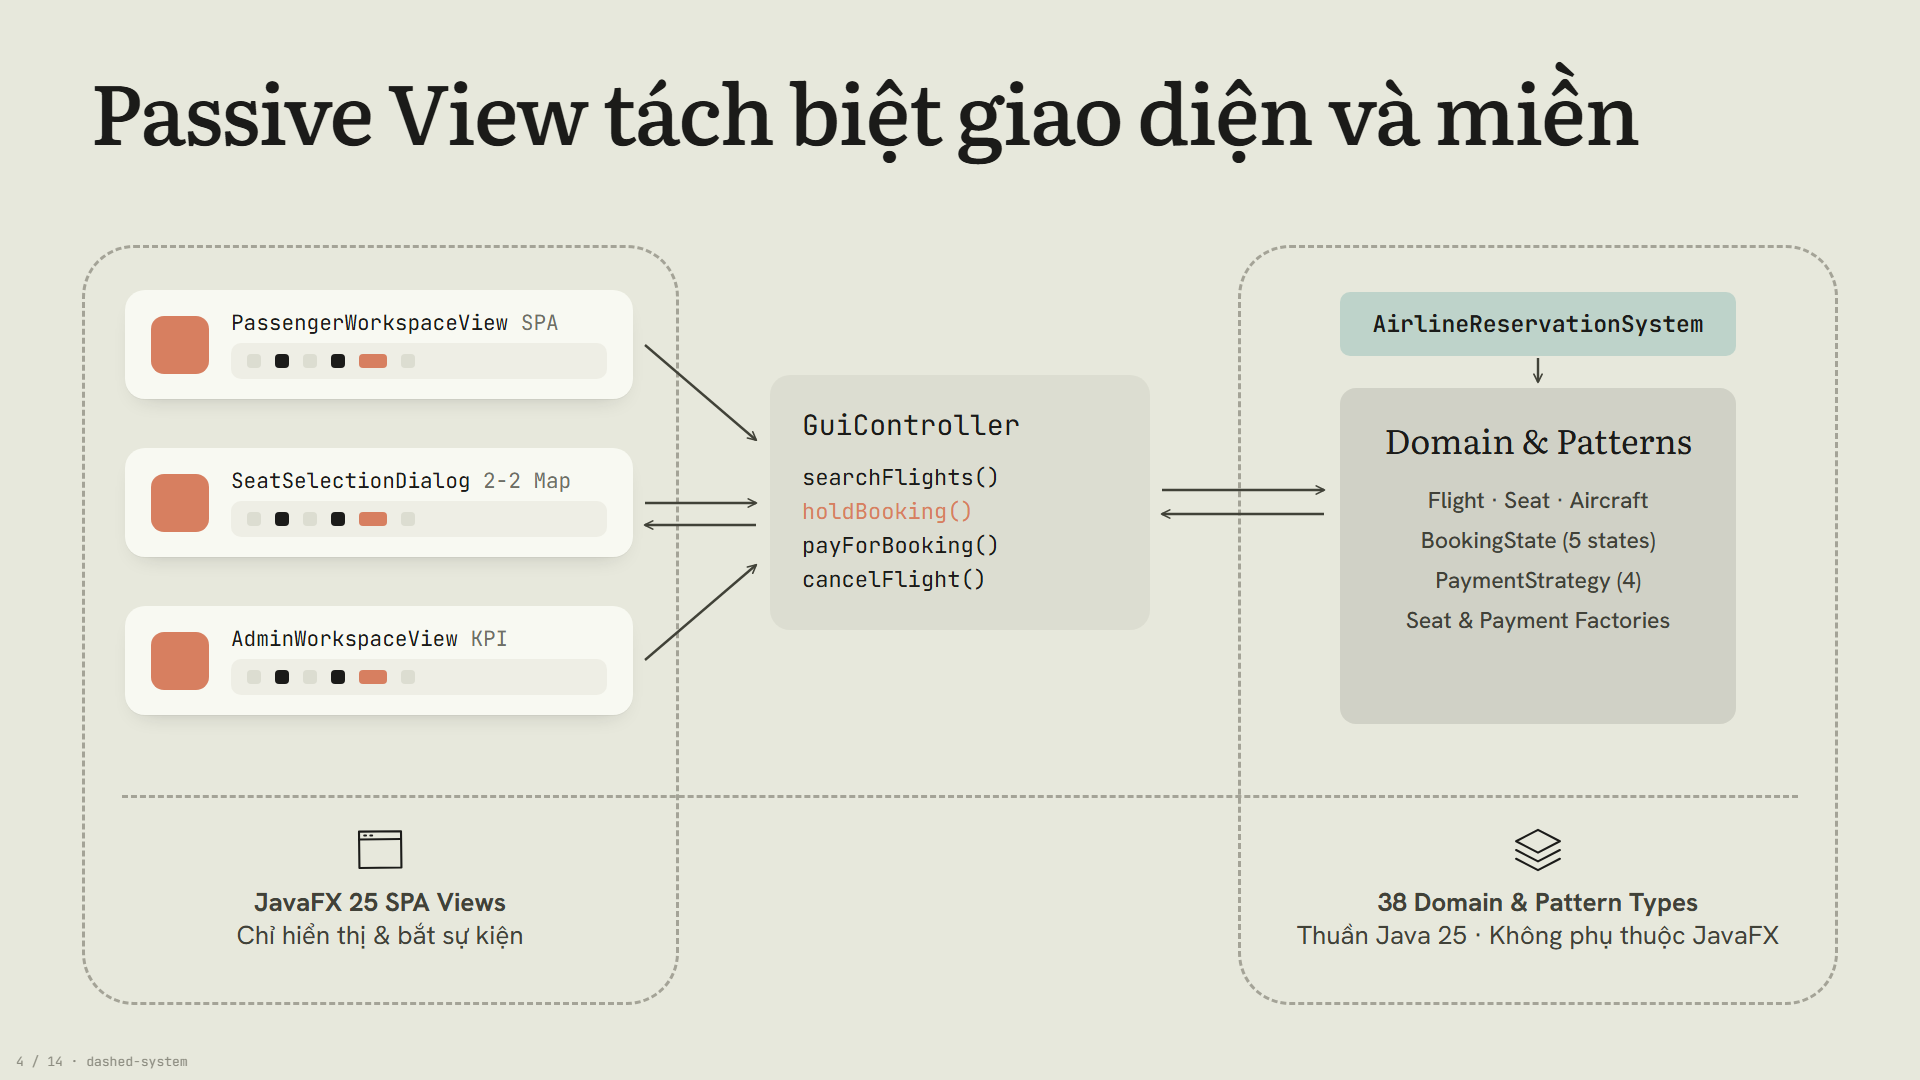 Passive View tách biệt giao diện và miền
PassengerWorkspaceView SPA
SeatSelectionDialog 2-2 Map
AdminWorkspaceView KPI
GuiController
searchFlights()
holdBooking()
payForBooking()
cancelFlight()
AirlineReservationSystem
Domain & Patterns
Flight · Seat · Aircraft
BookingState (5 states)
PaymentStrategy (4)
Seat & Payment Factories
JavaFX 25 SPA Views
Chỉ hiển thị & bắt sự kiện
38 Domain & Pattern Types
Thuần Java 25 · Không phụ thuộc JavaFX
4 / 14 · dashed-system